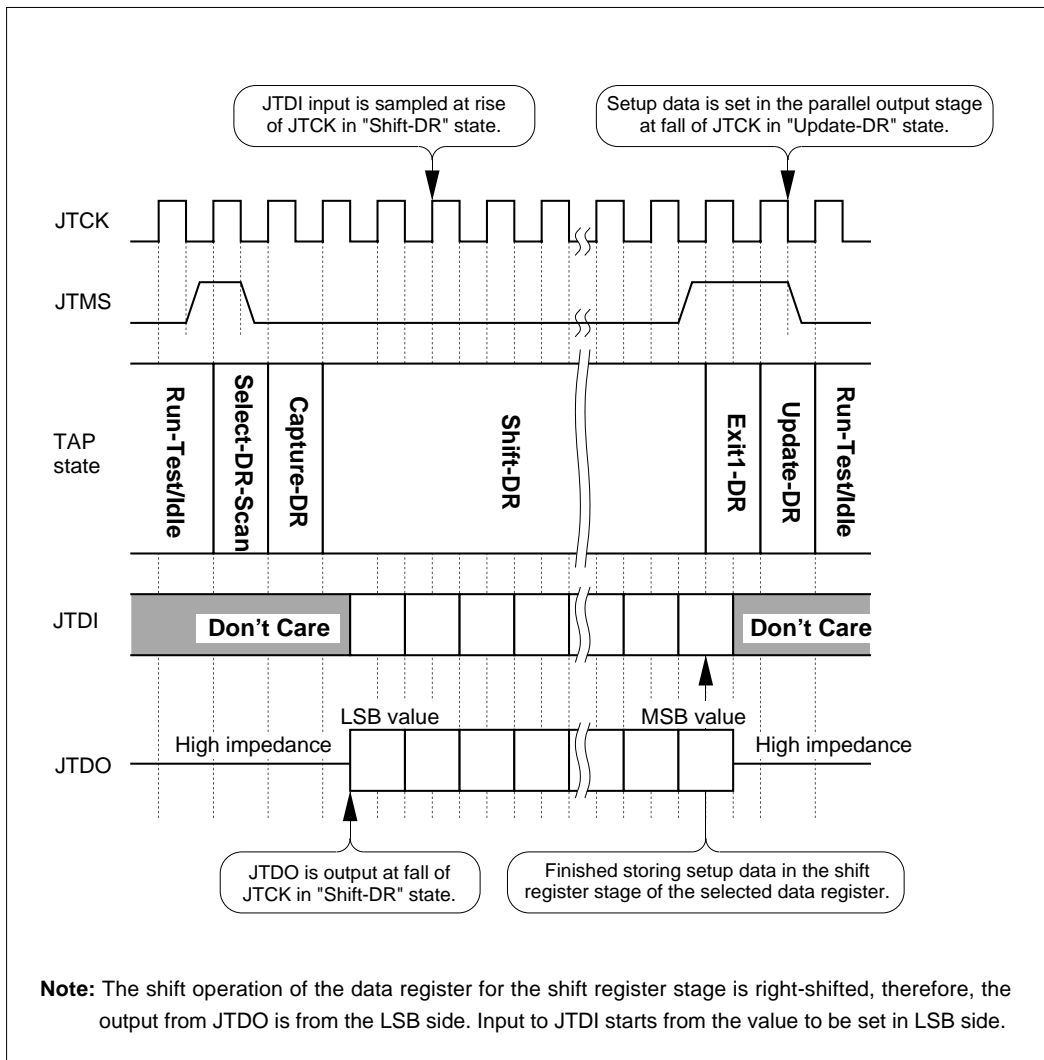 JTDI input is sampled at rise
of JTCK in "Shift-DR" state.
Setup data is set in the parallel output stage
at fall of JTCK in "Update-DR" state.
JTCK
JTMS
TAP
state
Run-Test/Idle
Select-DR-Scan
Capture-DR
Shift-DR
Exit1-DR
Update-DR
Run-Test/Idle
JTDI
Don't Care
Don't Care
LSB value
MSB value
High impedance
High impedance
JTDO
JTDO is output at fall of
JTCK in "Shift-DR" state.
Finished storing setup data in the shift
register stage of the selected data register.
Note: The shift operation of the data register for the shift register stage is right-shifted, therefore, the
output from JTDO is from the LSB side. Input to JTDI starts from the value to be set in LSB side.